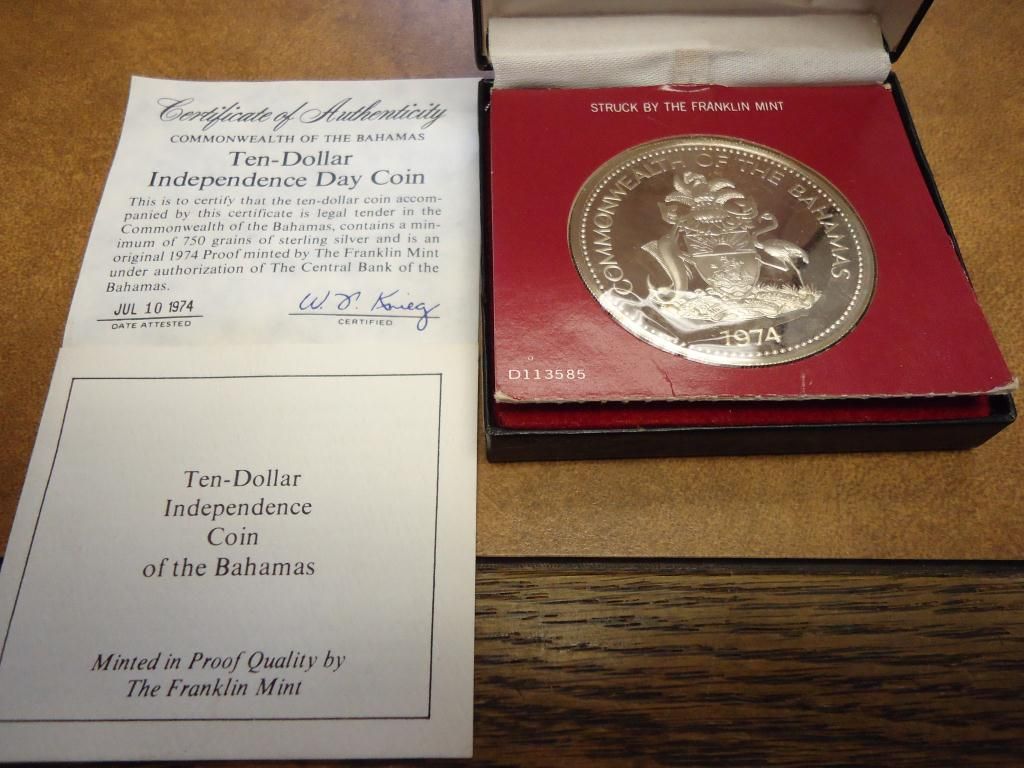 Certificate of Authenticity
COMMONWEALTH OF THE BAHAMAS
Ten-Dollar
Independence Day Coin
This is to certify that the ten-dollar coin accom-
panied by this certificate is legal tender in the
Commonwealth of the Bahamas, contains a min-
imum of 750 grains of sterling silver and is an
original 1974 Proof minted by The Franklin Mint
under authorization of The Central Bank of the
Bahamas.
JUL 10 1974
DATE ATTESTED
W. D. Krieg
CERTIFIED
Ten-Dollar
Independence
Coin
of the Bahamas
Minted in Proof Quality by
The Franklin Mint
STRUCK BY THE FRANKLIN MINT
COMMONWEALTH OF THE BAHAMAS
1974
D113585